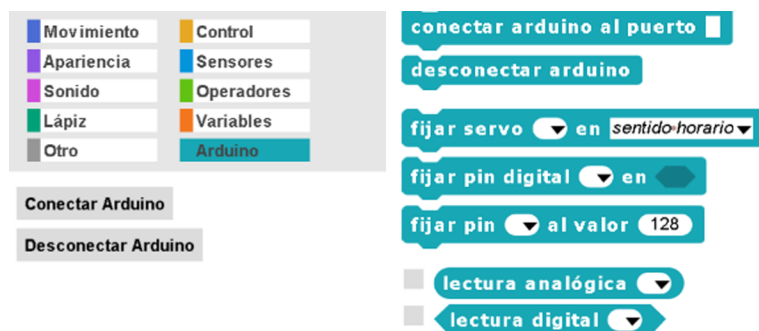 Movimiento
Control
Apariencia
Sensores
Sonido
Operadores
Lápiz
Variables
Otro
Arduino
Conectar Arduino
Desconectar Arduino
conectar arduino al puerto
desconectar arduino
fijar servo en sentido horario
fijar pin digital en
fijar pin al valor 128
lectura analógica
lectura digital